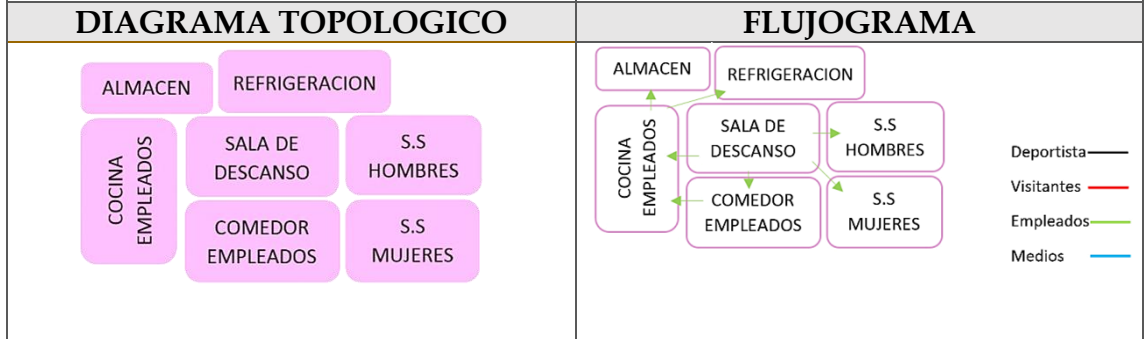 DIAGRAMA TOPOLOGICO
ALMACEN
REFRIGERACION
COCINA
EMPLEADOS
SALA DE
DESCANSO
S.S
HOMBRES
COMEDOR
EMPLEADOS
S.S
MUJERES
FLUJOGRAMA
ALMACEN
REFRIGERACION
COCINA
EMPLEADOS
SALA DE
DESCANSO
S.S
HOMBRES
COMEDOR
EMPLEADOS
S.S
MUJERES
Deportista
Visitantes
Empleados
Medios